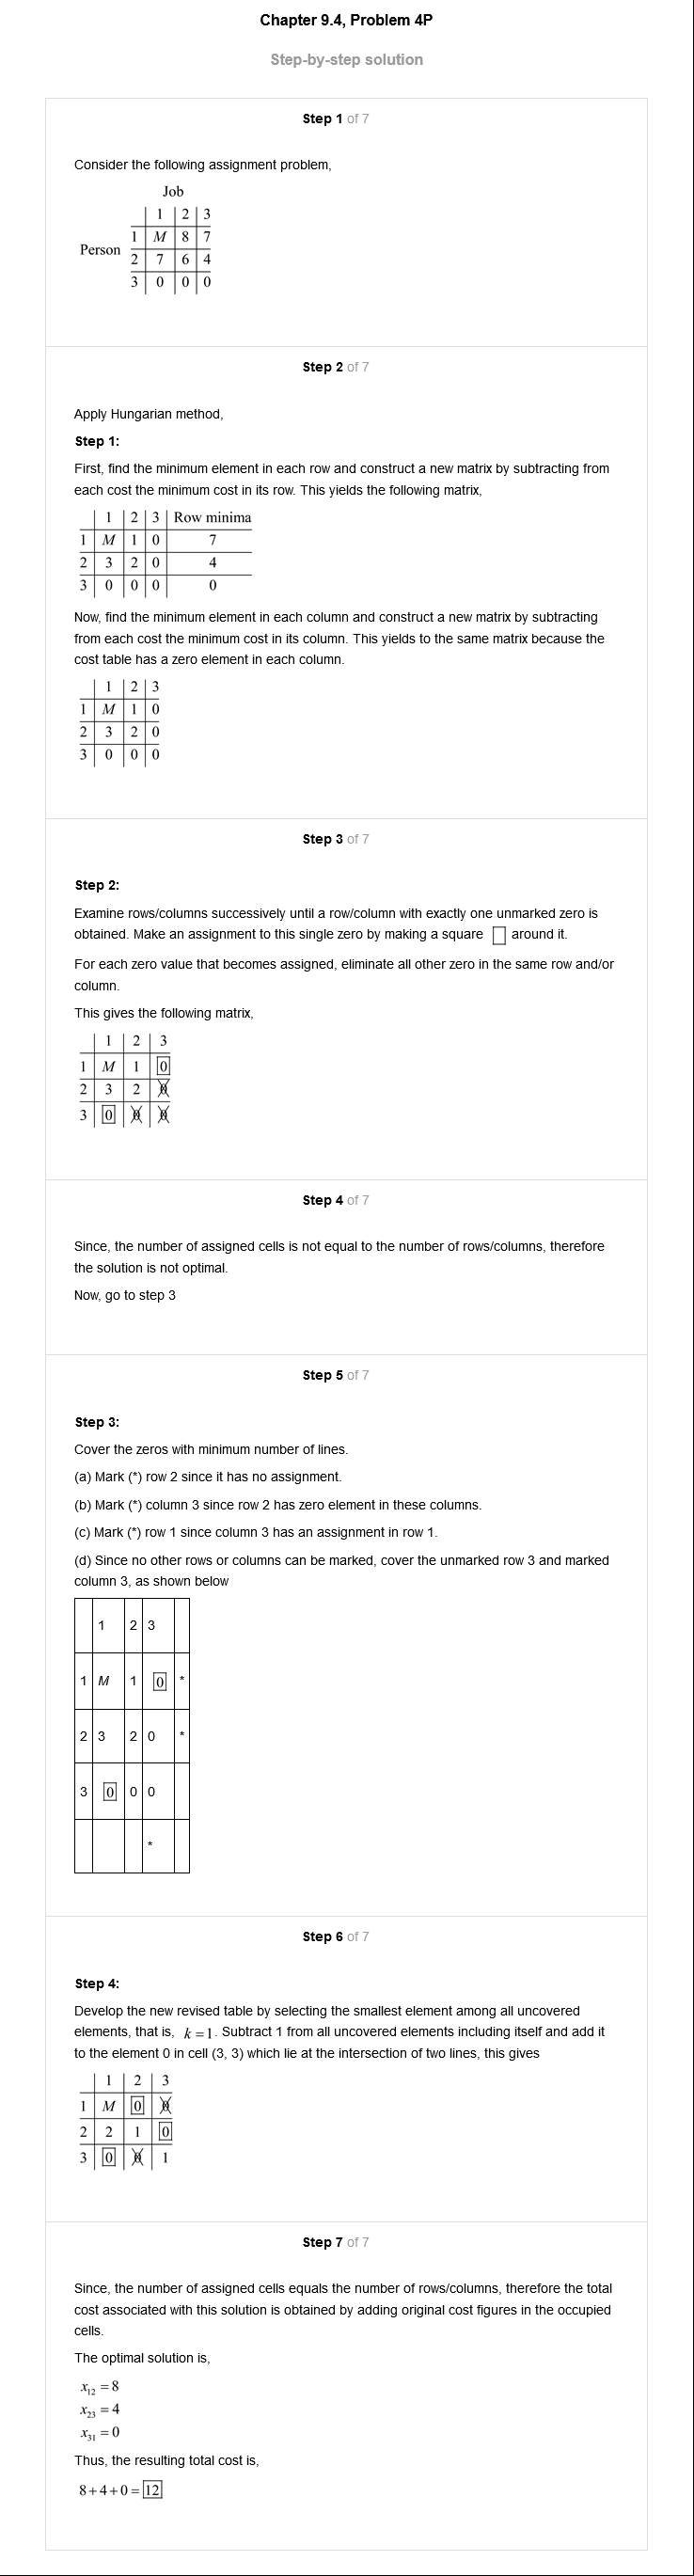 Chapter 9.4, Problem 4P
Step-by-step solution
Step 1 of 7
Consider the following assignment problem,
Job
1 2 3
1 M 8 7
Person
2 7 6 4
3 0 0 0
Step 2 of 7
Apply Hungarian method,
Step 1:
First, find the minimum element in each row and construct a new matrix by subtracting from
each cost the minimum cost in its row. This yields the following matrix,
1 2 3 Row minima
1 M 1 0 7
2 3 2 0 4
3 0 0 0 0
Now, find the minimum element in each column and construct a new matrix by subtracting
from each cost the minimum cost in its column. This yields to the same matrix because the
cost table has a zero element in each column.
1 2 3
1 M 1 0
2 3 2 0
3 0 0 0
Step 3 of 7
Step 2:
Examine rows/columns successively until a row/column with exactly one unmarked zero is
obtained. Make an assignment to this single zero by making a square □ around it.
For each zero value that becomes assigned, eliminate all other zero in the same row and/or
column.
This gives the following matrix,
1 2 3
1 M 1 0
2 3 2 0
3 0 0 0
Step 4 of 7
Since, the number of assigned cells is not equal to the number of rows/columns, therefore
the solution is not optimal.
Now, go to step 3
Step 5 of 7
Step 3:
Cover the zeros with minimum number of lines.
(a) Mark (*) row 2 since it has no assignment.
(b) Mark (*) column 3 since row 2 has zero element in these columns.
(c) Mark (*) row 1 since column 3 has an assignment in row 1.
(d) Since no other rows or columns can be marked, cover the unmarked row 3 and marked
column 3, as shown below
1 2 3
1 M 1 0 *
2 3 2 0 *
3 0 0 0
*
Step 6 of 7
Step 4:
Develop the new revised table by selecting the smallest element among all uncovered
elements, that is, k = 1. Subtract 1 from all uncovered elements including itself and add it
to the element 0 in cell (3, 3) which lie at the intersection of two lines, this gives
1 2 3
1 M 0 0
2 2 1 0
3 0 0 1
Step 7 of 7
Since, the number of assigned cells equals the number of rows/columns, therefore the total
cost associated with this solution is obtained by adding original cost figures in the occupied
cells.
The optimal solution is,
x₁₂ = 8
x₂₃ = 4
x₃₁ = 0
Thus, the resulting total cost is,
8 + 4 + 0 = 12